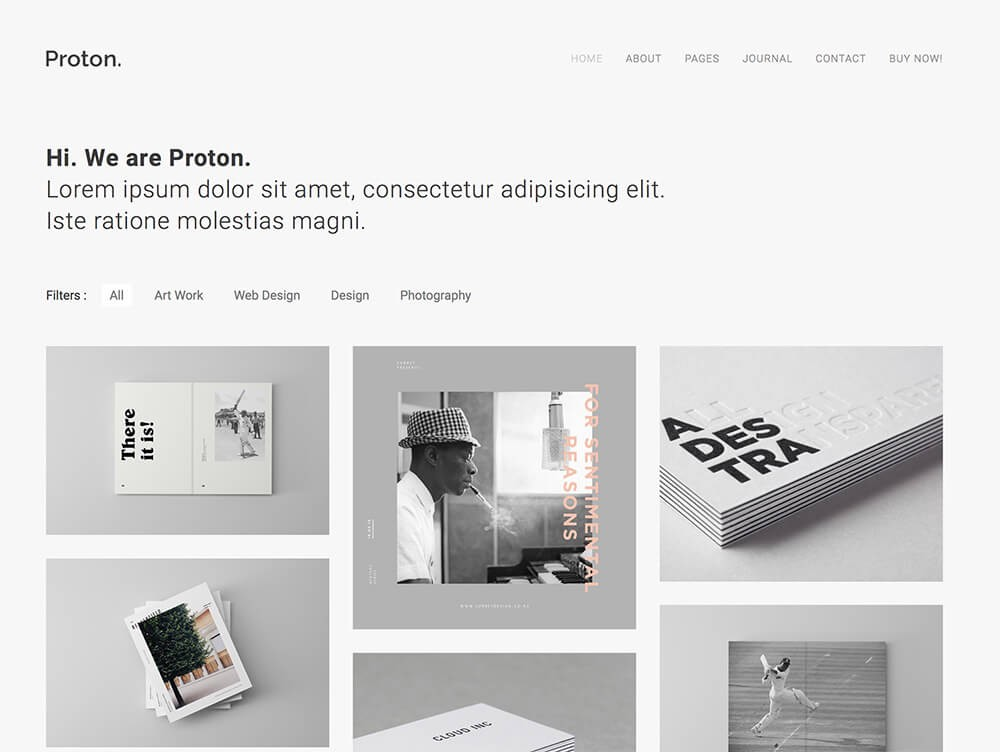 Proton.
HOME ABOUT PAGES JOURNAL CONTACT BUY NOW!
Hi. We are Proton.
Lorem ipsum dolor sit amet, consectetur adipisicing elit.
Iste ratione molestias magni.
Filters : All Art Work Web Design Design Photography
There
it is!
FOR SENTIMENTAL
REASONS
ALL
DES
TRA
CLOUD INC